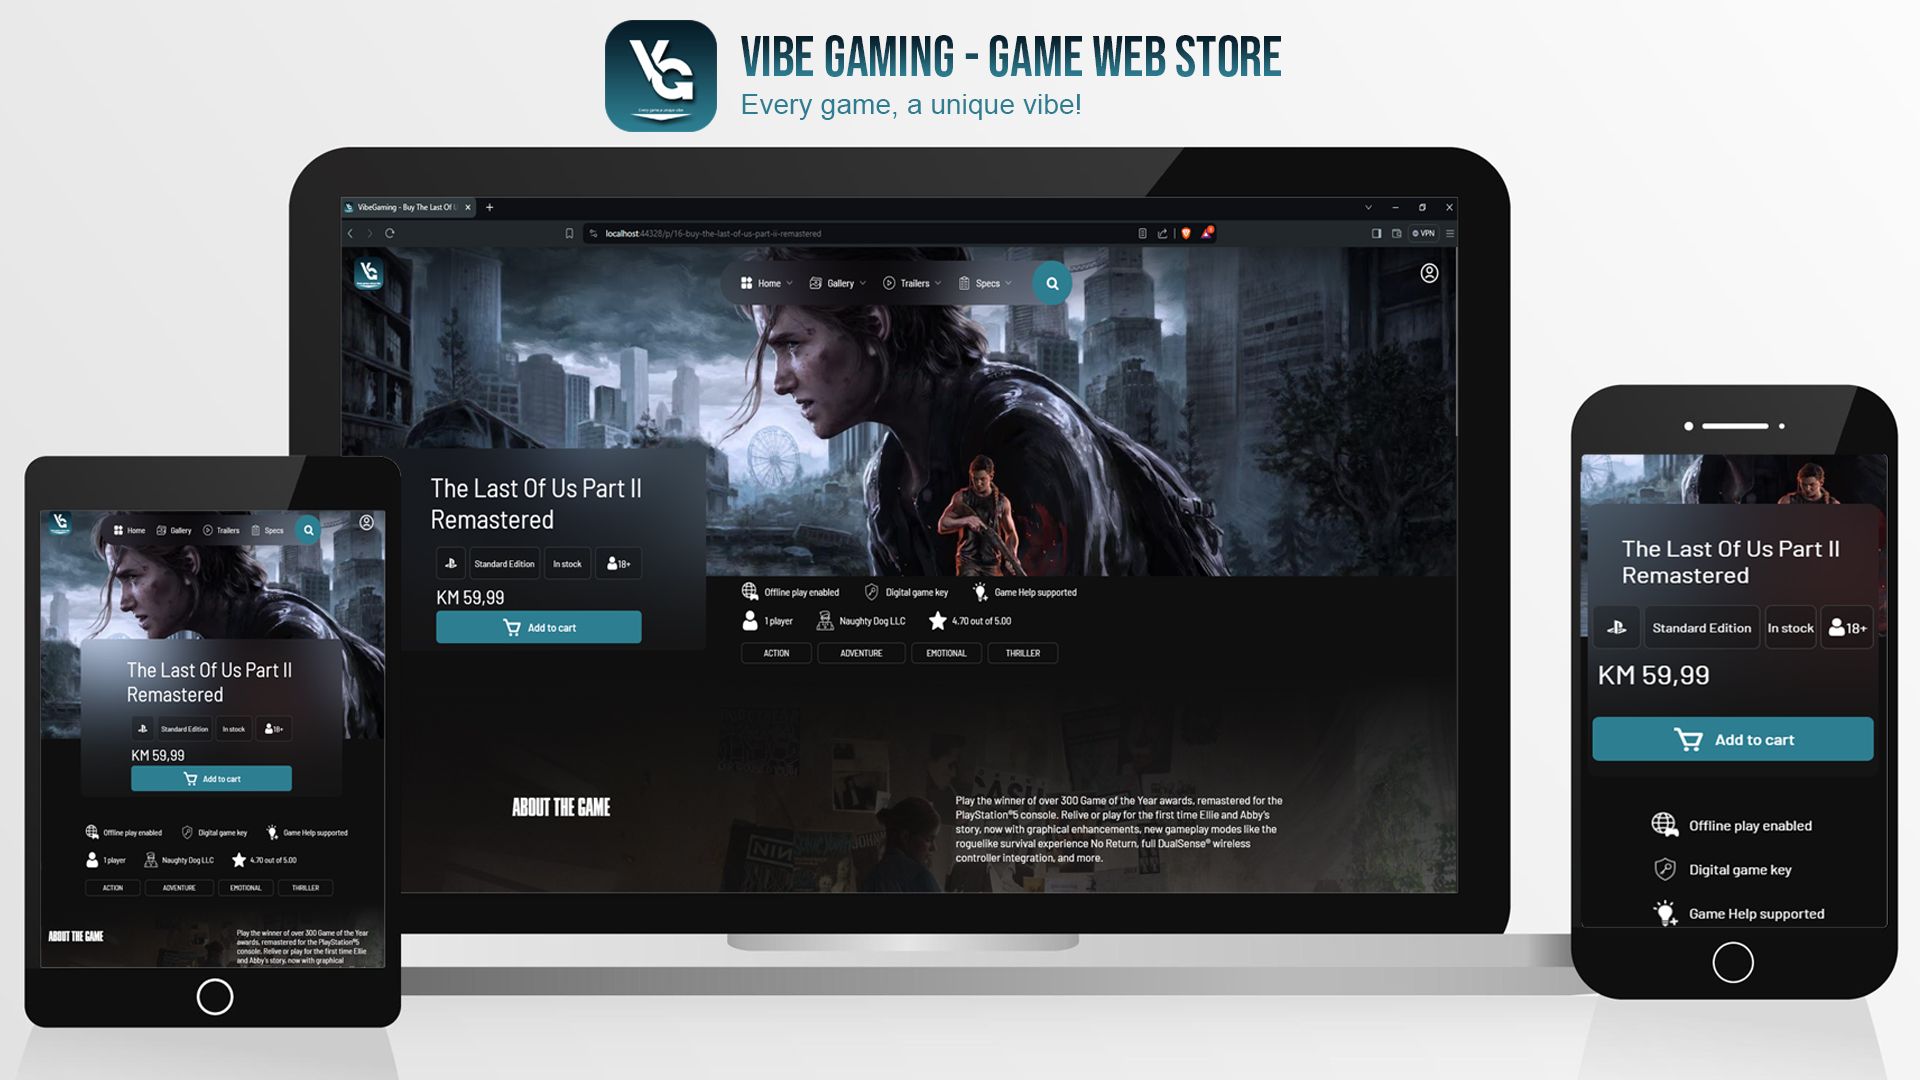 VG
Every game, a unique vibe
VIBE GAMING - GAME WEB STORE
Every game, a unique vibe!
VibeGaming - Buy The Last Of U
localhost:44328/p/16-buy-the-last-of-us-part-ii-remastered
VPN
VG
Home
Gallery
Trailers
Specs
The Last Of Us Part II
Remastered
Standard Edition
In stock
18+
KM 59,99
Add to cart
Offline play enabled
Digital game key
Game Help supported
1 player
Naughty Dog LLC
4.70 out of 5.00
ACTION
ADVENTURE
EMOTIONAL
THRILLER
ABOUT THE GAME
Play the winner of over 300 Game of the Year awards, remastered for the
PlayStation®5 console. Relive or play for the first time Ellie and Abby's
story, now with graphical enhancements, new gameplay modes like the
roguelike survival experience No Return, full DualSense® wireless
controller integration, and more.
NIN
VG
Home
Gallery
Trailers
Specs
The Last Of Us Part II
Remastered
Standard Edition
In stock
18+
KM 59,99
Add to cart
Offline play enabled
Digital game key
Game Help supported
1 player
Naughty Dog LLC
4.70 out of 5.00
ACTION
ADVENTURE
EMOTIONAL
THRILLER
ABOUT THE GAME
Play the winner of over 300 Game of the Year
awards, remastered for the PlayStation®5
console. Relive or play for the first time Ellie
and Abby's story, now with graphical
The Last Of Us Part II
Remastered
Standard Edition
In stock
18+
KM 59,99
Add to cart
Offline play enabled
Digital game key
Game Help supported